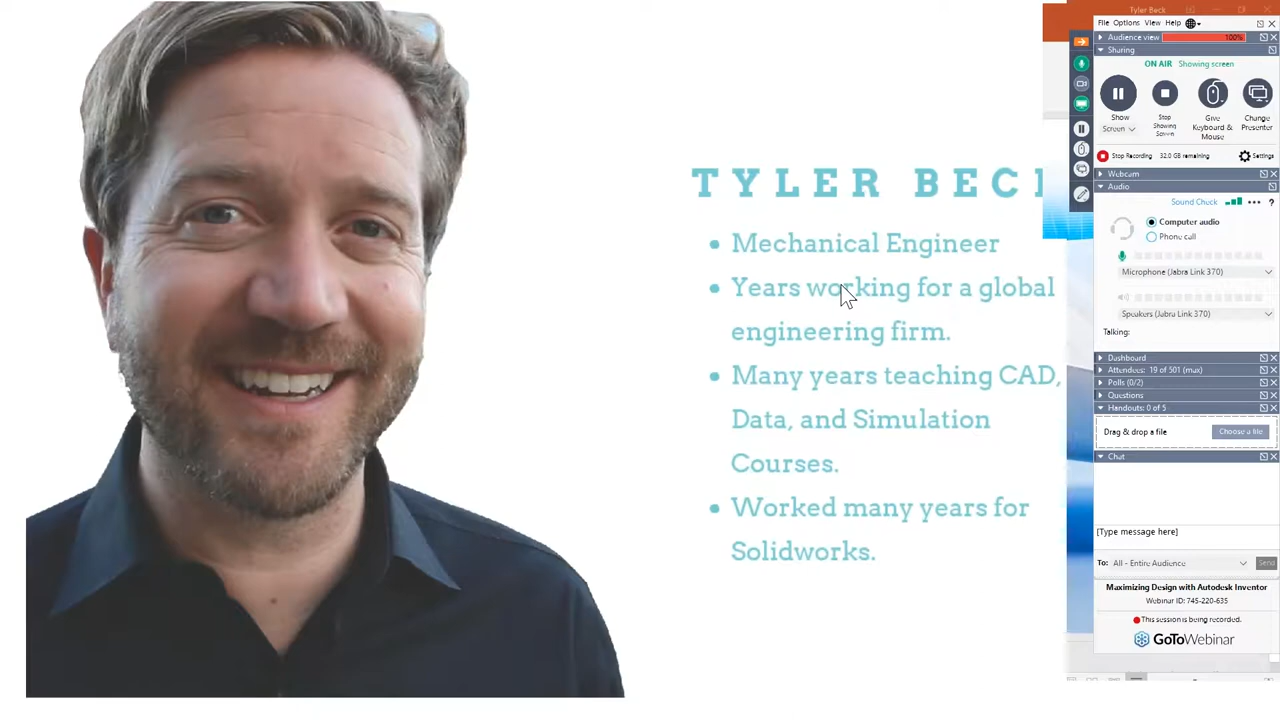 Tyler Beck
File Options View Help
Audience view 100%
Sharing
ON AIR Showing screen
Show
Screen
Stop
Showing
Screen
Give
Keyboard &
Mouse
Change
Presenter
Stop Recording 32.0 GB remaining Settings
Webcam
Audio
Sound Check ?
Computer audio
Phone call
Microphone (Jabra Link 370)
Speakers (Jabra Link 370)
Talking:
Dashboard
Attendees: 19 of 501 (max)
Polls (0/2)
Questions
Handouts: 0 of 5
Drag & drop a file Choose a file
Chat
[Type message here]
To: All - Entire Audience Send
Maximizing Design with Autodesk Inventor
Webinar ID: 745-220-635
This session is being recorded.
GoToWebinar
TYLER BEC
• Mechanical Engineer
• Years working for a global
engineering firm.
• Many years teaching CAD,
Data, and Simulation
Courses.
• Worked many years for
Solidworks.